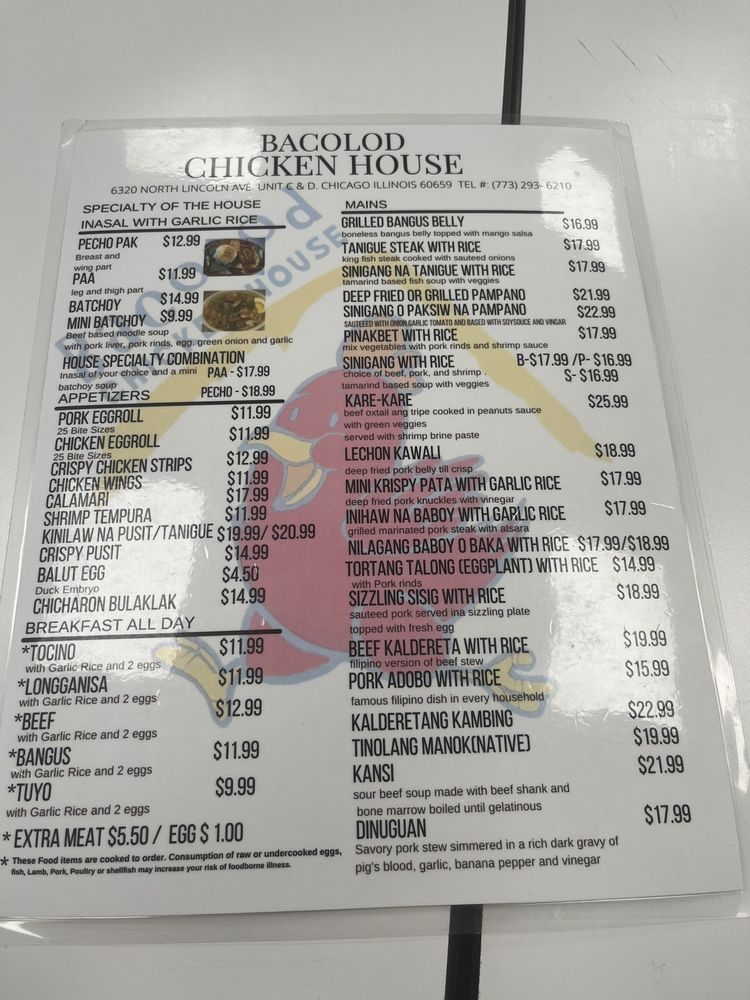 BACOLOD
CHICKEN HOUSE
6320 NORTH LINCOLN AVE. UNIT C & D. CHICAGO ILLINOIS 60659 TEL #: (773) 293- 6210
SPECIALTY OF THE HOUSE
INASAL WITH GARLIC RICE
PECHO PAK $12.99
Breast and
wing part
PAA $11.99
leg and thigh part
BATCHOY $14.99
MINI BATCHOY $9.99
Beef based noodle soup
with pork liver, pork rinds, egg, green onion and garlic
HOUSE SPECIALTY COMBINATION
Inasal of your choice and a mini PAA - $17.99
batchoy soup
PECHO - $18.99
APPETIZERS
PORK EGGROLL $11.99
25 Bite Sizes
CHICKEN EGGROLL $11.99
25 Bite Sizes
CRISPY CHICKEN STRIPS $12.99
CHICKEN WINGS $11.99
CALAMARI $17.99
SHRIMP TEMPURA $11.99
KINILAW NA PUSIT/TANIGUE $19.99/ $20.99
CRISPY PUSIT $14.99
BALUT EGG $4.50
Duck Embryo
CHICHARON BULAKLAK $14.99
BREAKFAST ALL DAY
*TOCINO $11.99
with Garlic Rice and 2 eggs
*LONGGANISA $11.99
with Garlic Rice and 2 eggs
*BEEF $12.99
with Garlic Rice and 2 eggs
*BANGUS $11.99
with Garlic Rice and 2 eggs
*TUYO $9.99
with Garlic Rice and 2 eggs
* EXTRA MEAT $5.50 / EGG $ 1.00
* These Food items are cooked to order. Consumption of raw or undercooked eggs,
fish, Lamb, Pork, Poultry or shellfish may increase your risk of foodborne illness.
MAINS
GRILLED BANGUS BELLY $16.99
boneless bangus belly topped with mango salsa
TANIGUE STEAK WITH RICE $17.99
king fish steak cooked with sauteed onions
SINIGANG NA TANIGUE WITH RICE $17.99
tamarind based fish soup with veggies
DEEP FRIED OR GRILLED PAMPANO $21.99
SINIGANG O PAKSIW NA PAMPANO $22.99
SAUTEEED WITH ONION,GARLIC TOMATO AND BASED WITH SOYSOUCE AND VINGAR
PINAKBET WITH RICE $17.99
mix vegetables with pork rinds and shrimp sauce
SINIGANG WITH RICE B-$17.99 /P- $16.99
choice of beef, pork, and shrimp . S- $16.99
tamarind based soup with veggies
KARE-KARE $25.99
beef oxtail ang tripe cooked in peanuts sauce
with green veggies
served with shrimp brine paste
LECHON KAWALI $18.99
deep fried pork belly till crisp
MINI KRISPY PATA WITH GARLIC RICE $17.99
deep fried pork knuckles with vinegar
INIHAW NA BABOY WITH GARLIC RICE $17.99
grilled marinated pork steak with atsara
NILAGANG BABOY O BAKA WITH RICE $17.99/$18.99
TORTANG TALONG (EGGPLANT) WITH RICE $14.99
with Pork rinds
SIZZLING SISIG WITH RICE $18.99
sauteed pork served ina sizzling plate
topped with fresh egg
BEEF KALDERETA WITH RICE $19.99
filipino version of beef stew
PORK ADOBO WITH RICE $15.99
famous filipino dish in every household
KALDERETANG KAMBING $22.99
TINOLANG MANOK(NATIVE) $19.99
KANSI $21.99
sour beef soup made with beef shank and
bone marrow boiled until gelatinous
DINUGUAN $17.99
Savory pork stew simmered in a rich dark gravy of
pig's blood, garlic, banana pepper and vinegar